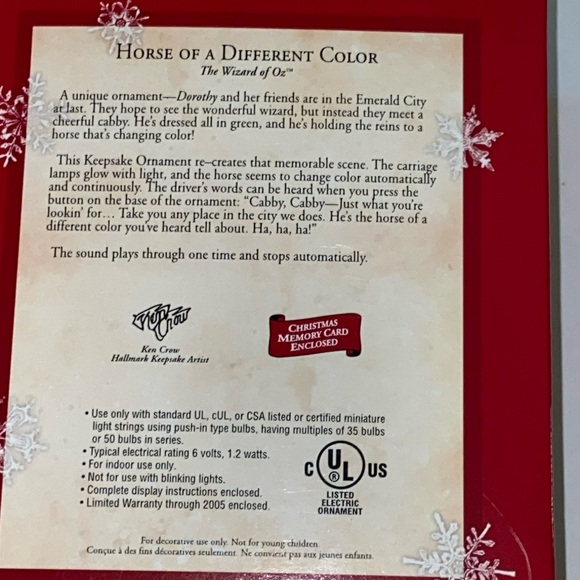 HORSE OF A DIFFERENT COLOR
The Wizard of Oz™
A unique ornament—Dorothy and her friends are in the Emerald City
at last. They hope to see the wonderful wizard, but instead they meet a
cheerful cabby. He's dressed all in green, and he's holding the reins to a
horse that's changing color!
This Keepsake Ornament re-creates that memorable scene. The carriage
lamps glow with light, and the horse seems to change color automatically
and continuously. The driver's words can be heard when you press the
button on the base of the ornament: "Cabby, Cabby—Just what you're
lookin' for... Take you any place in the city we does. He's the horse of a
different color you've heard tell about. Ha, ha, ha!"
The sound plays through one time and stops automatically.
Ken Crow
Ken Crow
Hallmark Keepsake Artist
CHRISTMAS
MEMORY CARD
ENCLOSED
• Use only with standard UL, cUL, or CSA listed or certified miniature
light strings using push-in type bulbs, having multiples of 35 bulbs
or 50 bulbs in series.
• Typical electrical rating 6 volts, 1.2 watts.
• For indoor use only.
• Not for use with blinking lights.
• Complete display instructions enclosed.
• Limited Warranty through 2005 enclosed.
C UL® US
LISTED
ELECTRIC
ORNAMENT
For decorative use only. Not for young children.
Conçue à des fins décoratives seulement. Ne convient pas aux jeunes enfants.